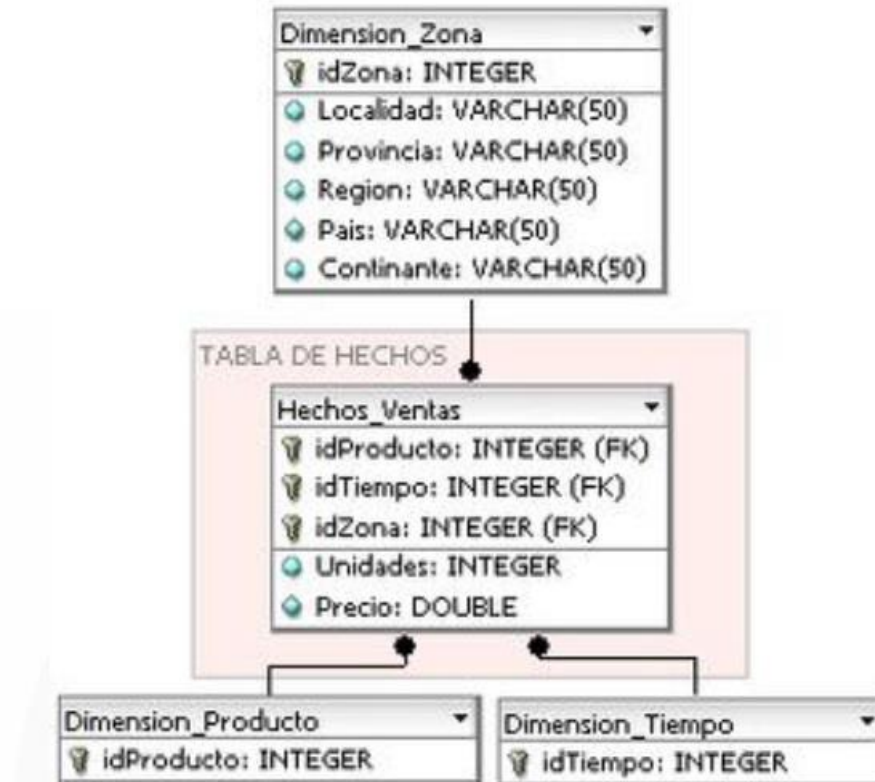 Dimension_Zona
idZona: INTEGER
Localidad: VARCHAR(50)
Provincia: VARCHAR(50)
Region: VARCHAR(50)
Pais: VARCHAR(50)
Continante: VARCHAR(50)
TABLA DE HECHOS
Hechos_Ventas
idProducto: INTEGER (FK)
idTiempo: INTEGER (FK)
idZona: INTEGER (FK)
Unidades: INTEGER
Precio: DOUBLE
Dimension_Producto
idProducto: INTEGER
Dimension_Tiempo
idTiempo: INTEGER